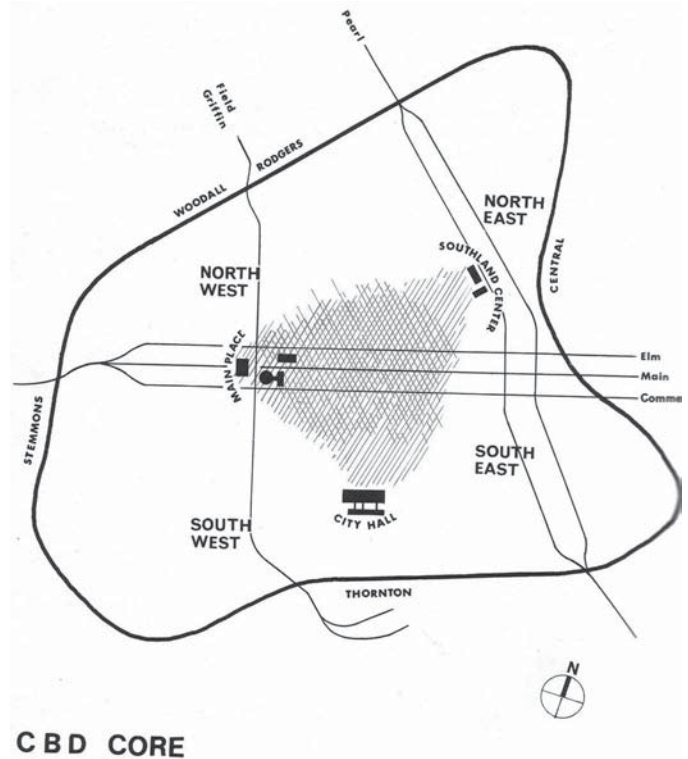 Pearl
Field
Griffin
WOODALL RODGERS
NORTH
EAST
CENTRAL
SOUTHLAND CENTER
NORTH
WEST
MAIN PLACE
Elm
Main
Comme
STEMMONS
SOUTH
EAST
SOUTH
WEST
CITY HALL
THORNTON
N
CBD CORE